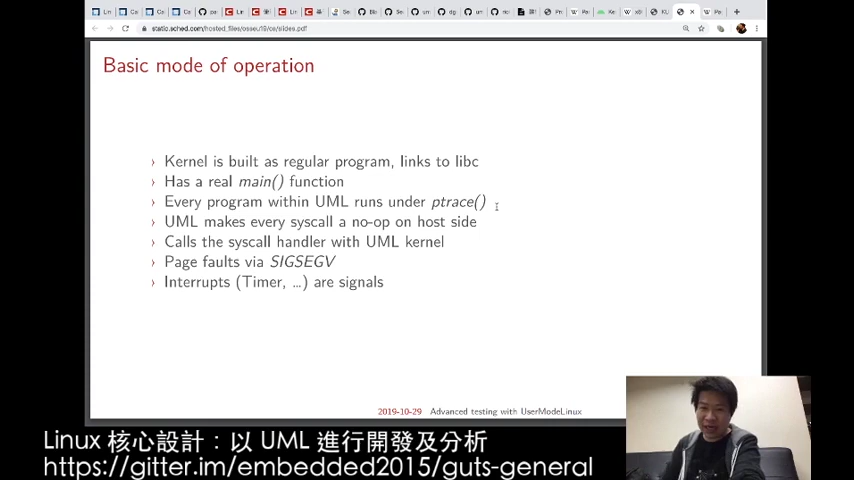 static.sched.com/hosted_files/osseu19/ce/slides.pdf
Basic mode of operation
› Kernel is built as regular program, links to libc
› Has a real main() function
› Every program within UML runs under ptrace()
› UML makes every syscall a no-op on host side
› Calls the syscall handler with UML kernel
› Page faults via SIGSEGV
› Interrupts (Timer, …) are signals
2019-10-29 Advanced testing with UserModeLinux
Linux 核心設計：以 UML 進行開發及分析
https://gitter.im/embedded2015/guts-general